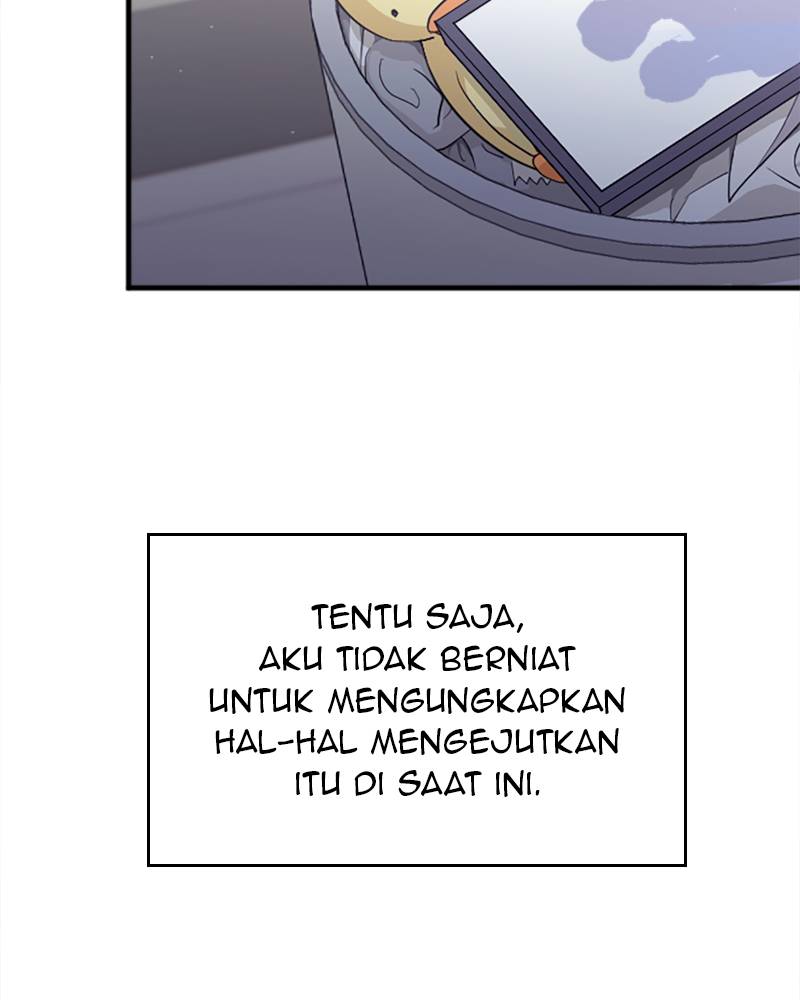 TENTU SAJA,
AKU TIDAK BERNIAT
UNTUK MENGUNGKAPKAN
HAL-HAL MENGEJUTKAN
ITU DI SAAT INI.